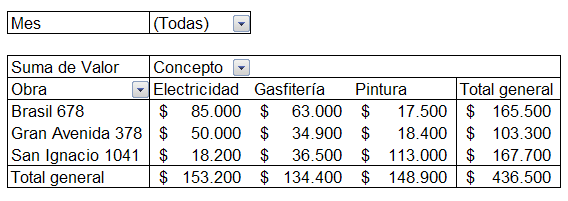 Mes (Todas)
Suma de Valor Concepto
Obra Electricidad Gasfitería Pintura Total general
Brasil 678 $ 85.000 $ 63.000 $ 17.500 $ 165.500
Gran Avenida 378 $ 50.000 $ 34.900 $ 18.400 $ 103.300
San Ignacio 1041 $ 18.200 $ 36.500 $ 113.000 $ 167.700
Total general $ 153.200 $ 134.400 $ 148.900 $ 436.500